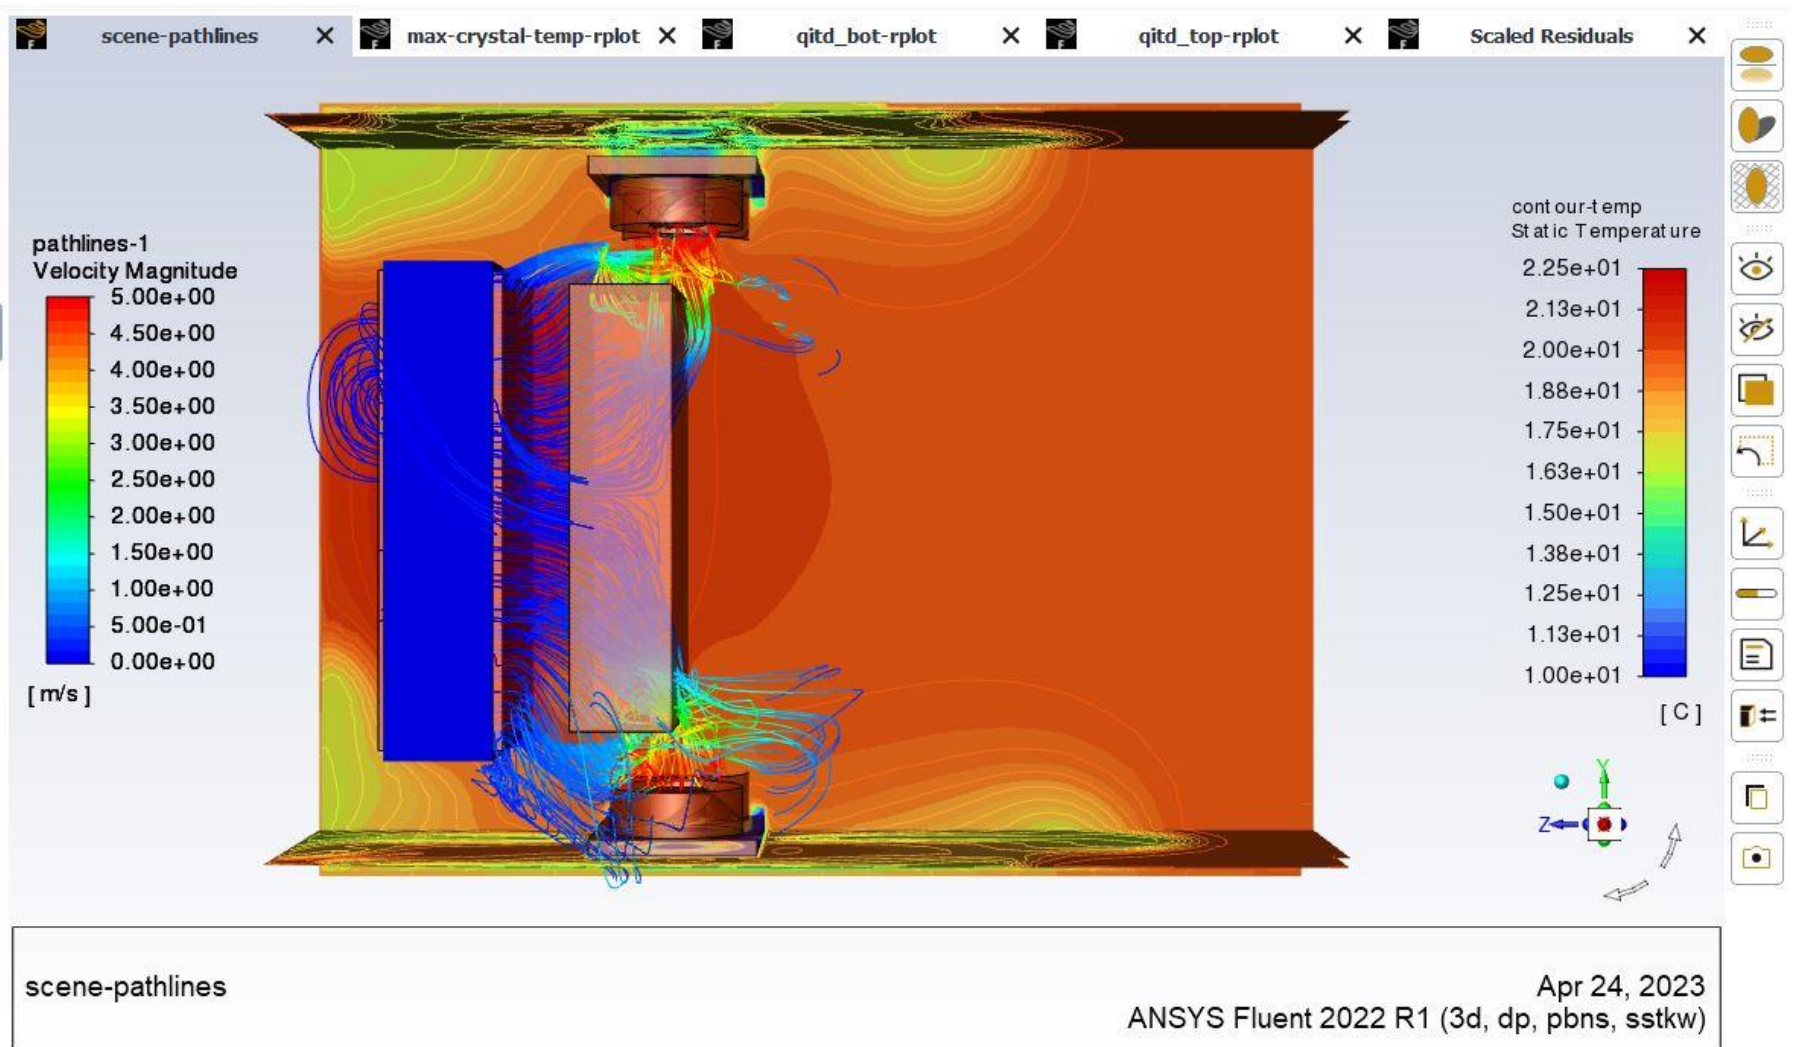 scene-pathlines
max-crystal-temp-rplot
qitd_bot-rplot
qitd_top-rplot
Scaled Residuals
pathlines-1
Velocity Magnitude
5.00e+00
4.50e+00
4.00e+00
3.50e+00
3.00e+00
2.50e+00
2.00e+00
1.50e+00
1.00e+00
5.00e-01
0.00e+00
[ m/s ]
contour-temp
Static Temperature
2.25e+01
2.13e+01
2.00e+01
1.88e+01
1.75e+01
1.63e+01
1.50e+01
1.38e+01
1.25e+01
1.13e+01
1.00e+01
[ C ]
Y
Z
scene-pathlines
Apr 24, 2023
ANSYS Fluent 2022 R1 (3d, dp, pbns, sstkw)